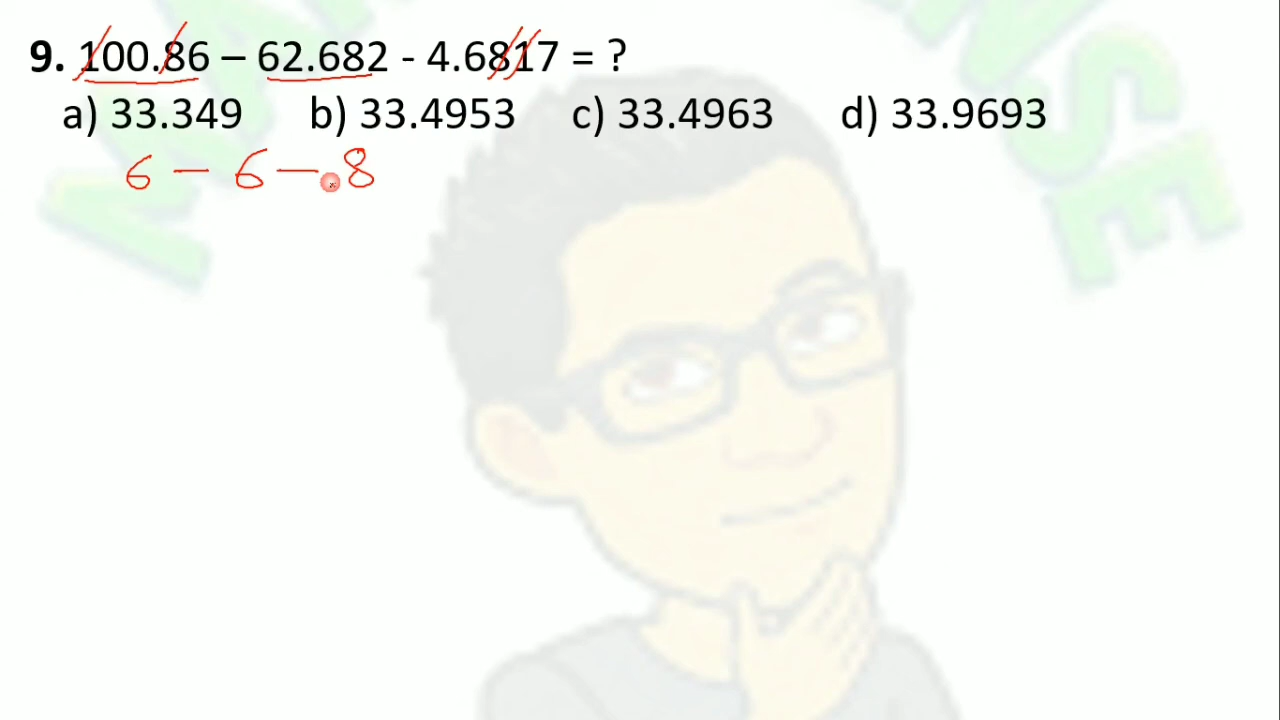 9. 100.86 – 62.682 - 4.6817 = ?
a) 33.349 b) 33.4953 c) 33.4963 d) 33.9693
6 — 6 — 8